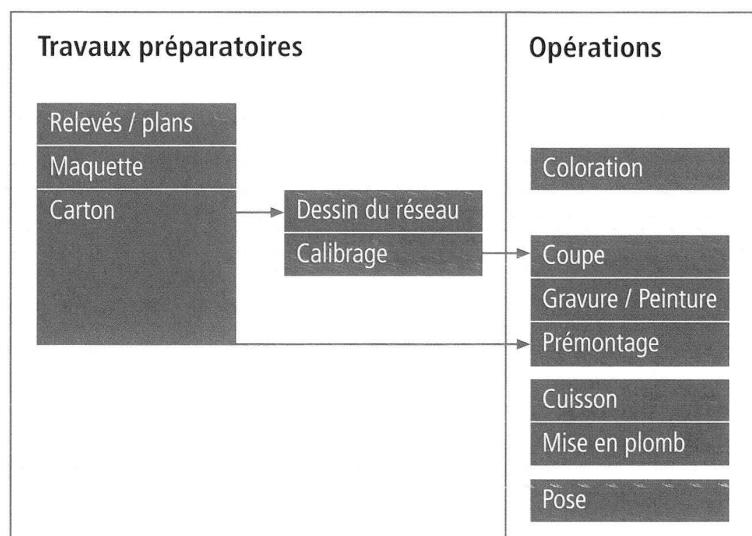 Travaux préparatoires
Relevés / plans
Maquette
Carton
Dessin du réseau
Calibrage
Opérations
Coloration
Coupe
Gravure / Peinture
Prémontage
Cuisson
Mise en plomb
Pose